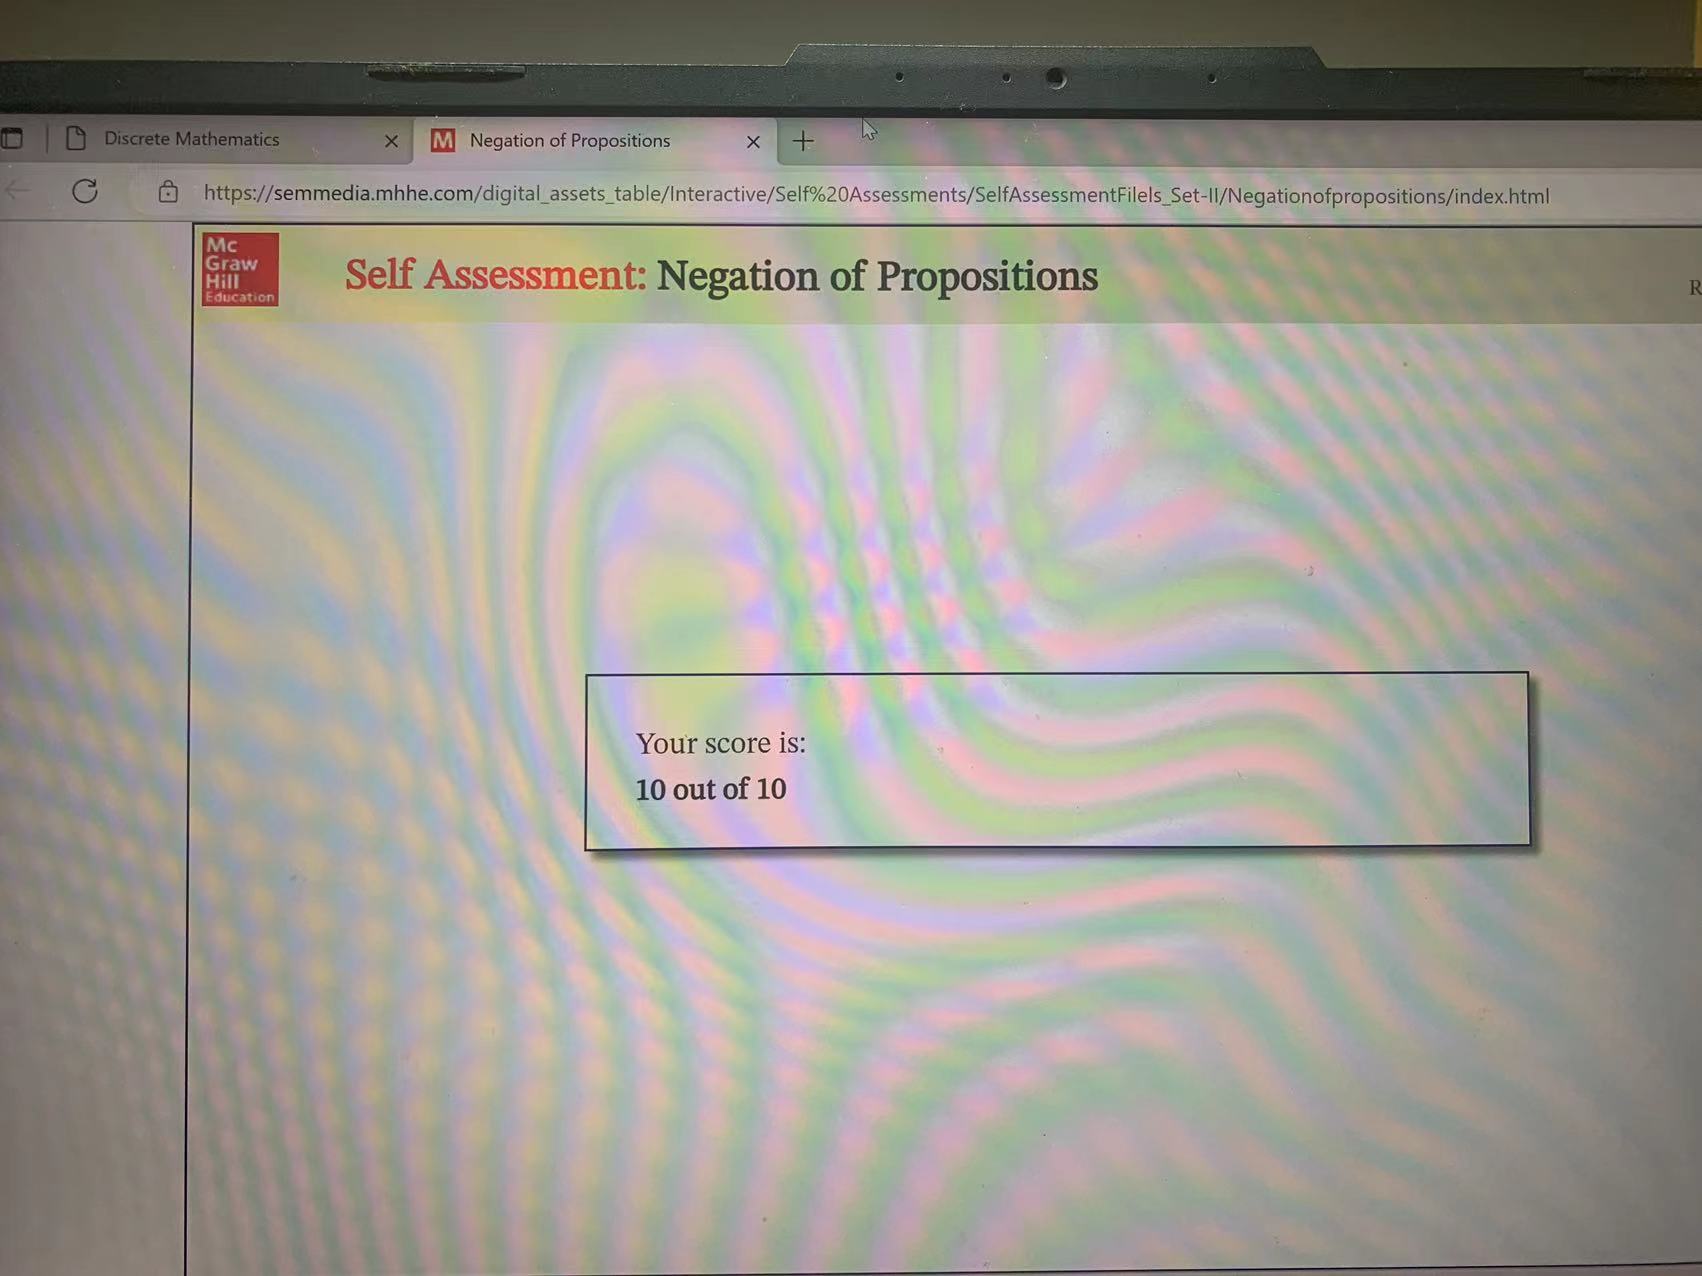 Discrete Mathematics
M Negation of Propositions
https://semmedia.mhhe.com/digital_assets_table/Interactive/Self%20Assessments/SelfAssessmentFilels_Set-II/Negationofpropositions/index.html
Mc
Graw
Hill
Education
Self Assessment: Negation of Propositions
Your score is:
10 out of 10